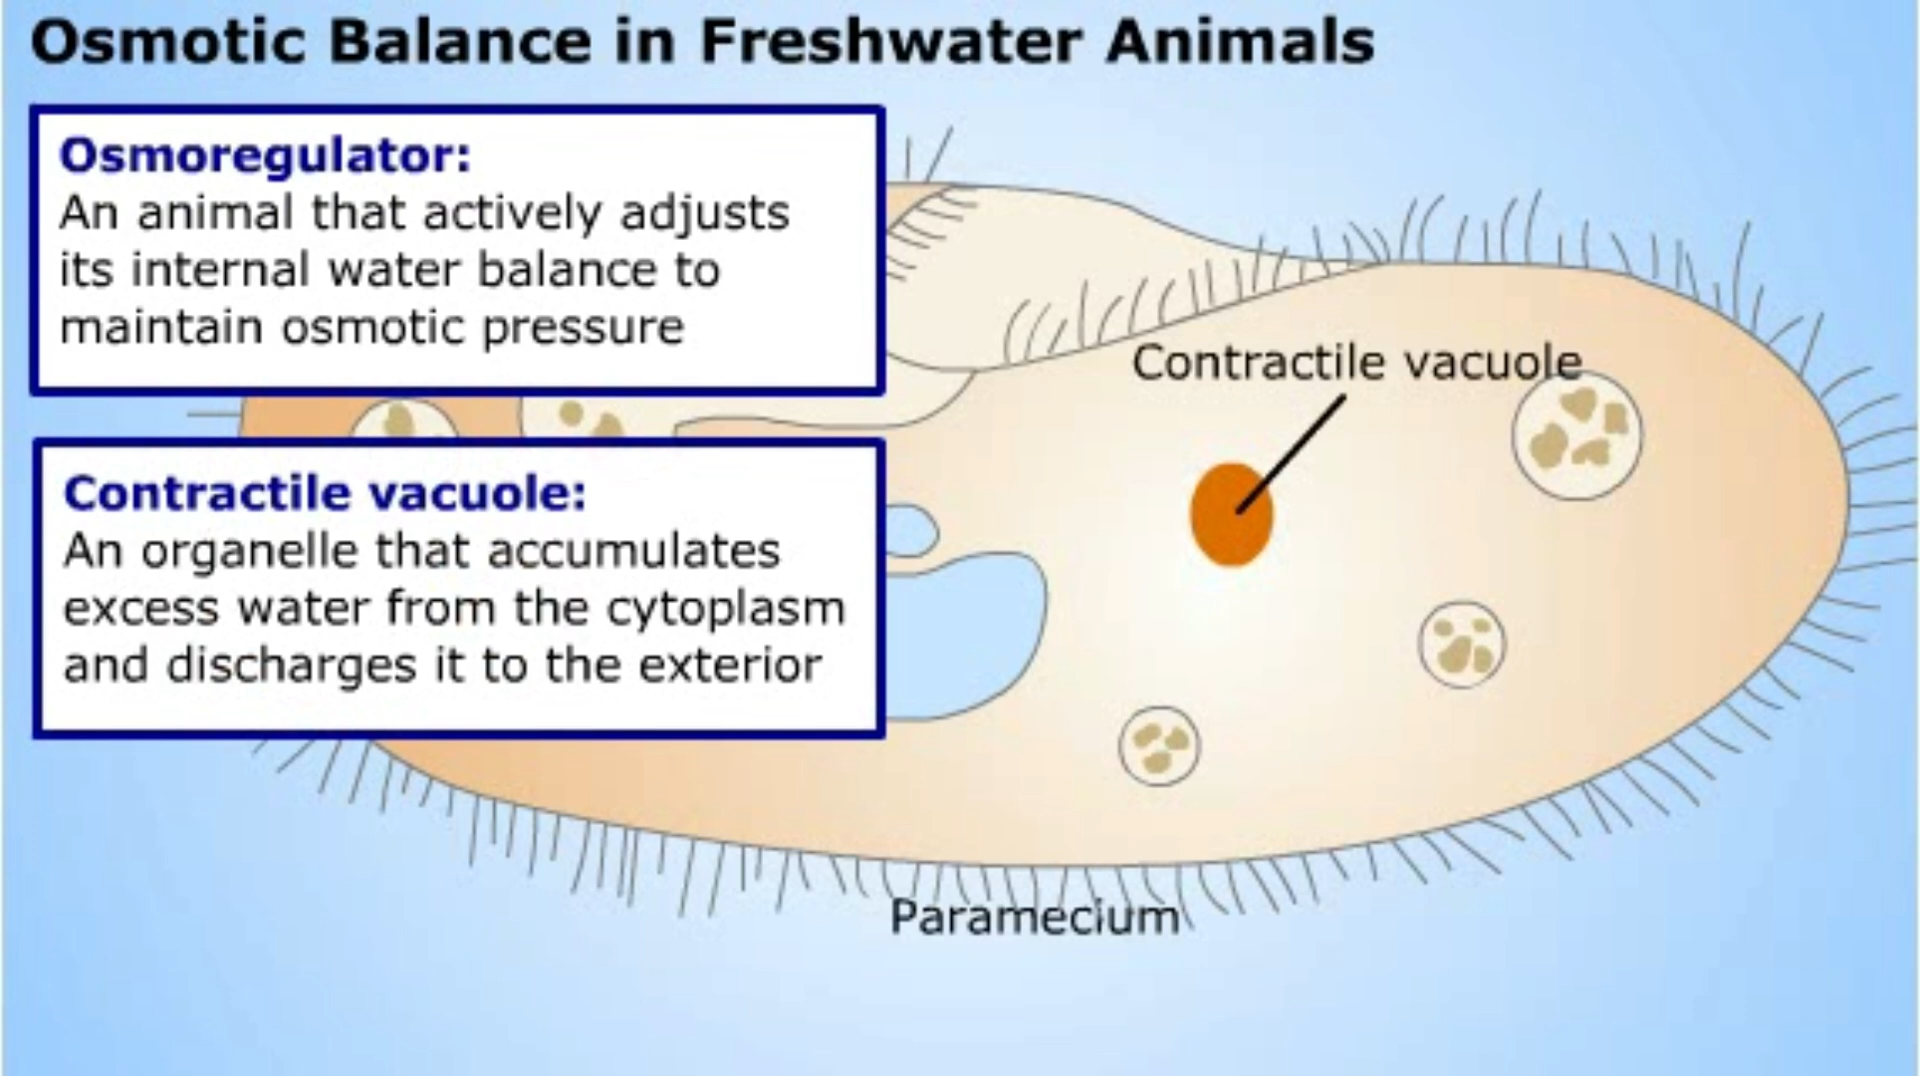 Osmotic Balance in Freshwater Animals
Osmoregulator:
An animal that actively adjusts
its internal water balance to
maintain osmotic pressure
Contractile vacuole:
An organelle that accumulates
excess water from the cytoplasm
and discharges it to the exterior
Contractile vacuole
Paramecium